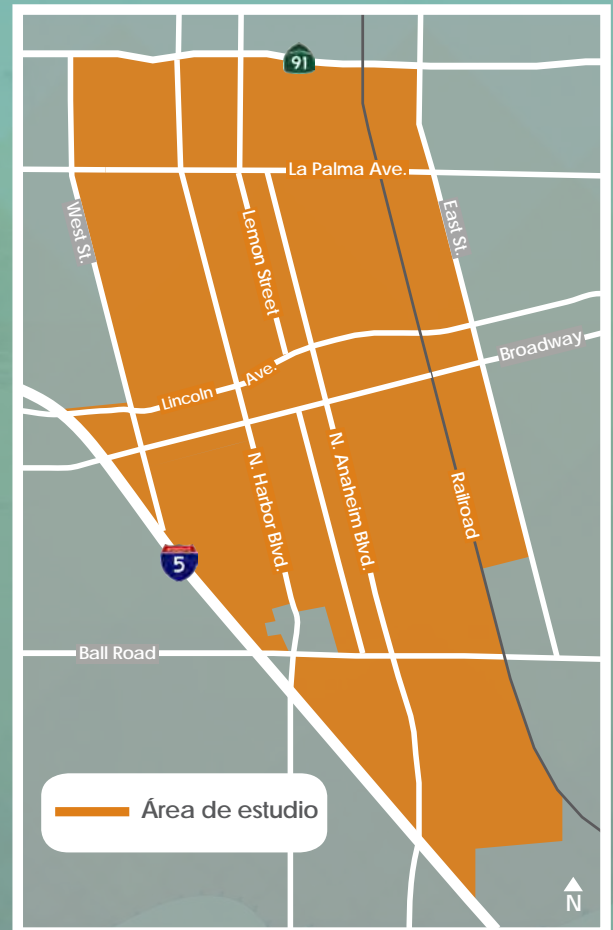 91
La Palma Ave.
West St.
Lemon Street
East St.
Broadway
Lincoln Ave.
N. Harbor Blvd.
N. Anaheim Blvd.
Railroad
5
Ball Road
Área de estudio
N